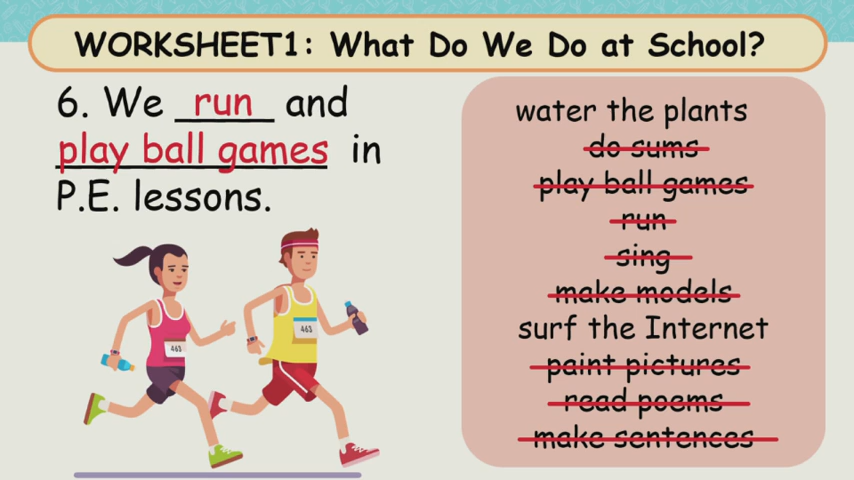 WORKSHEET1: What Do We Do at School?
6. We run and
play ball games in
P.E. lessons.
463
463
water the plants
do sums
play ball games
run
sing
make models
surf the Internet
paint pictures
read poems
make sentences